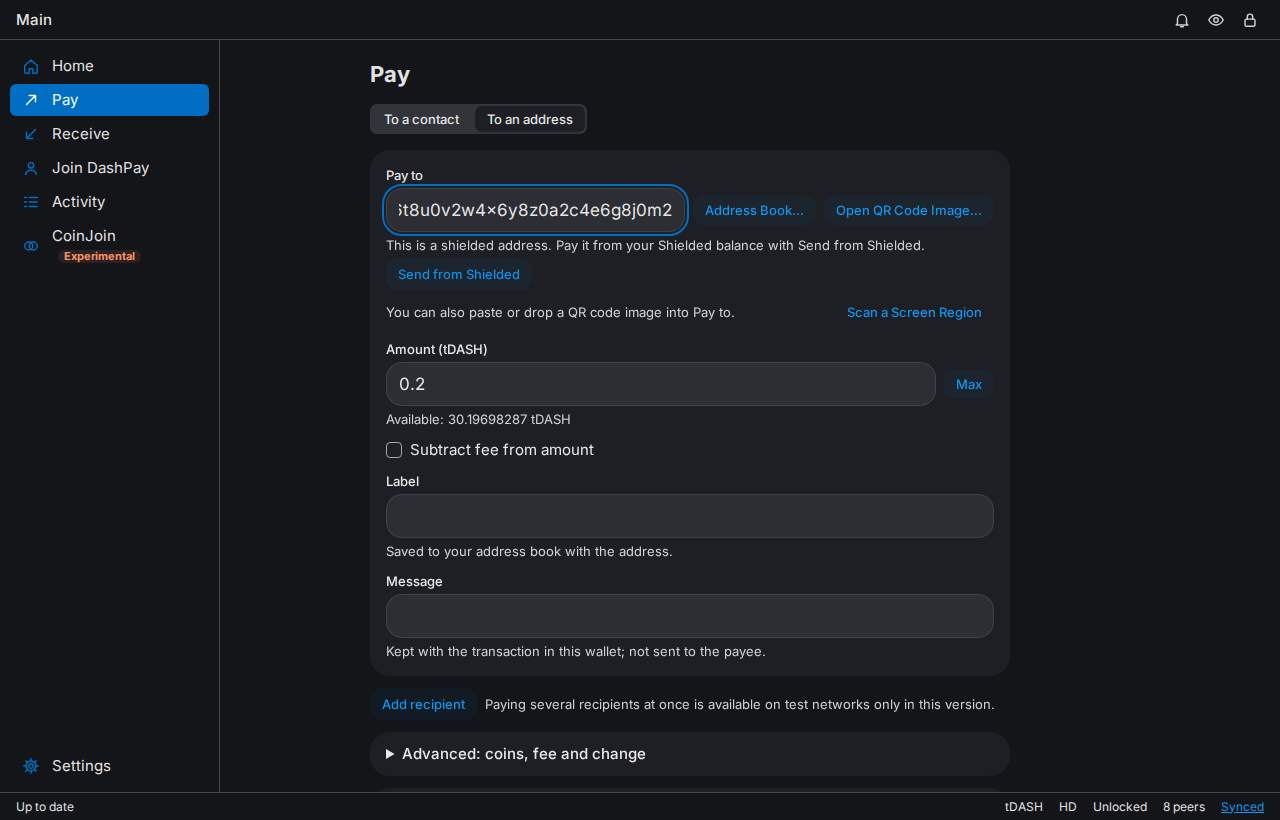 Main
Home
Pay
Receive
Join DashPay
Activity
CoinJoin
Experimental
Settings
Pay
To a contact
To an address
Pay to
6t8u0v2w4x6y8z0a2c4e6g8j0m2
Address Book...
Open QR Code Image...
This is a shielded address. Pay it from your Shielded balance with Send from Shielded.
Send from Shielded
You can also paste or drop a QR code image into Pay to.
Scan a Screen Region
Amount (tDASH)
0.2
Max
Available: 30.19698287 tDASH
Subtract fee from amount
Label
Saved to your address book with the address.
Message
Kept with the transaction in this wallet; not sent to the payee.
Add recipient
Paying several recipients at once is available on test networks only in this version.
Advanced: coins, fee and change
Up to date
tDASH
HD
Unlocked
8 peers
Synced